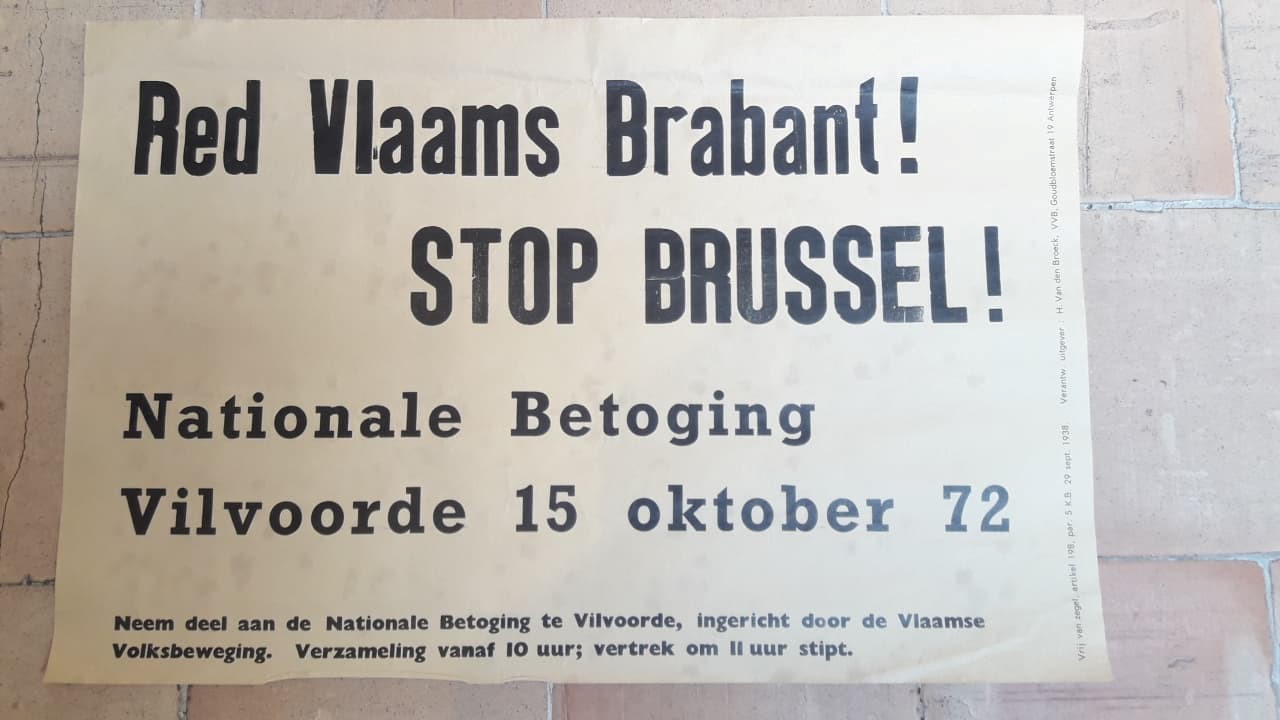 Red Vlaams Brabant!
STOP BRUSSEL!
Nationale Betoging
Vilvoorde 15 oktober 72
Neem deel aan de Nationale Betoging te Vilvoorde, ingericht door de Vlaamse
Volksbeweging. Verzameling vanaf 10 uur; vertrek om 11 uur stipt.
Vrij van zegel, artikel 198, par. 5 K.B. 29 sept. 1938. Verantw. uitgever : H. Van den Broeck, VVB, Goudbloemstraat 19 Antwerpen